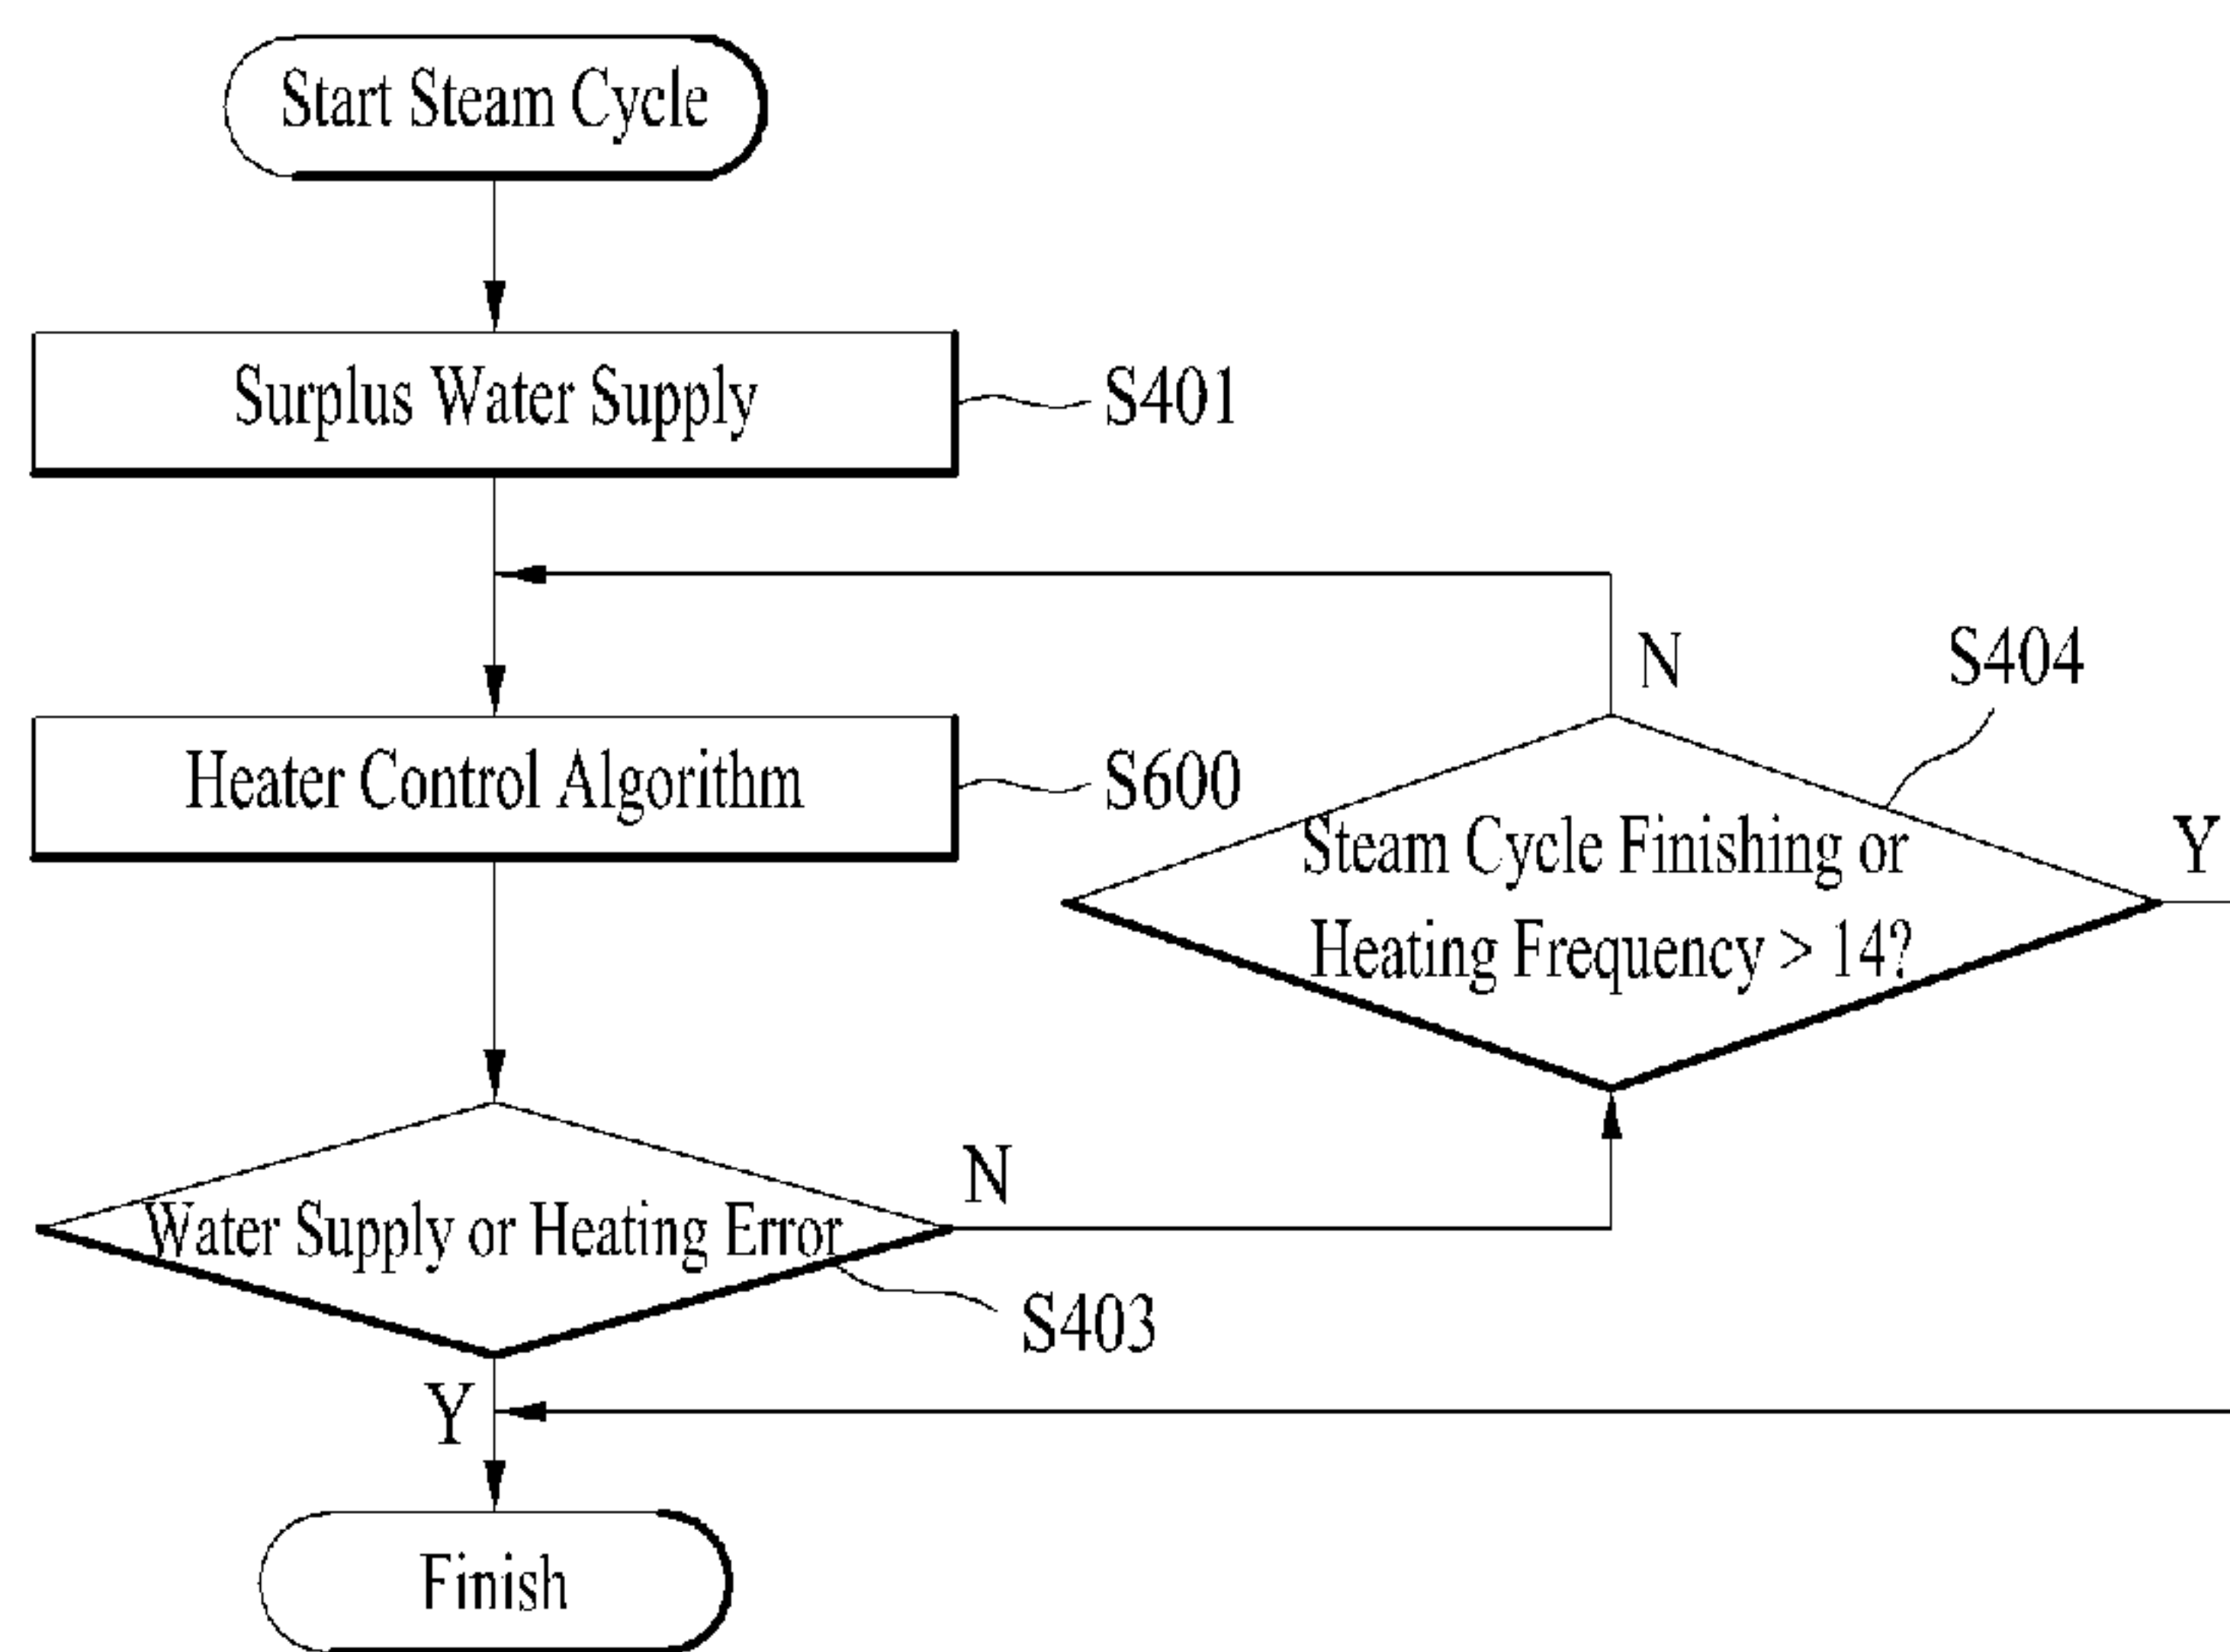 Start Steam Cycle
Surplus Water Supply
S401
Heater Control Algorithm
S600
N
S404
Steam Cycle Finishing or
Heating Frequency > 14?
Y
Water Supply or Heating Error
N
S403
Y
Finish